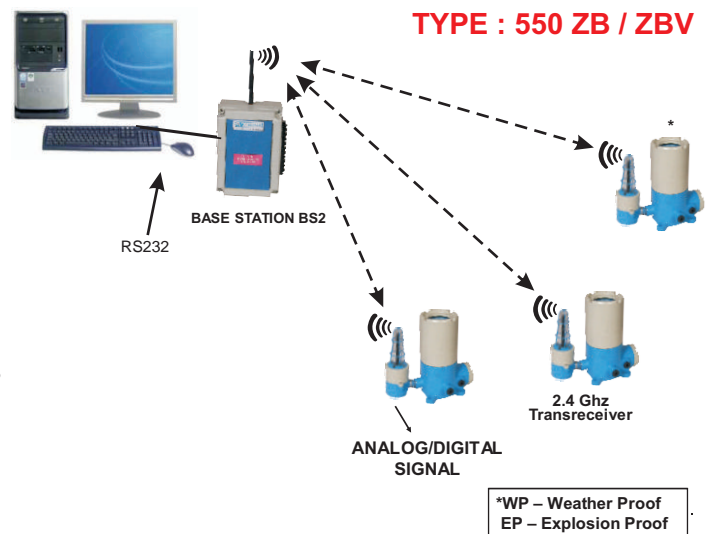 TYPE : 550 ZB / ZBV
*
BASE STATION BS2
RS232
2.4 Ghz
Transreceiver
ANALOG/DIGITAL
SIGNAL
*WP – Weather Proof
EP – Explosion Proof